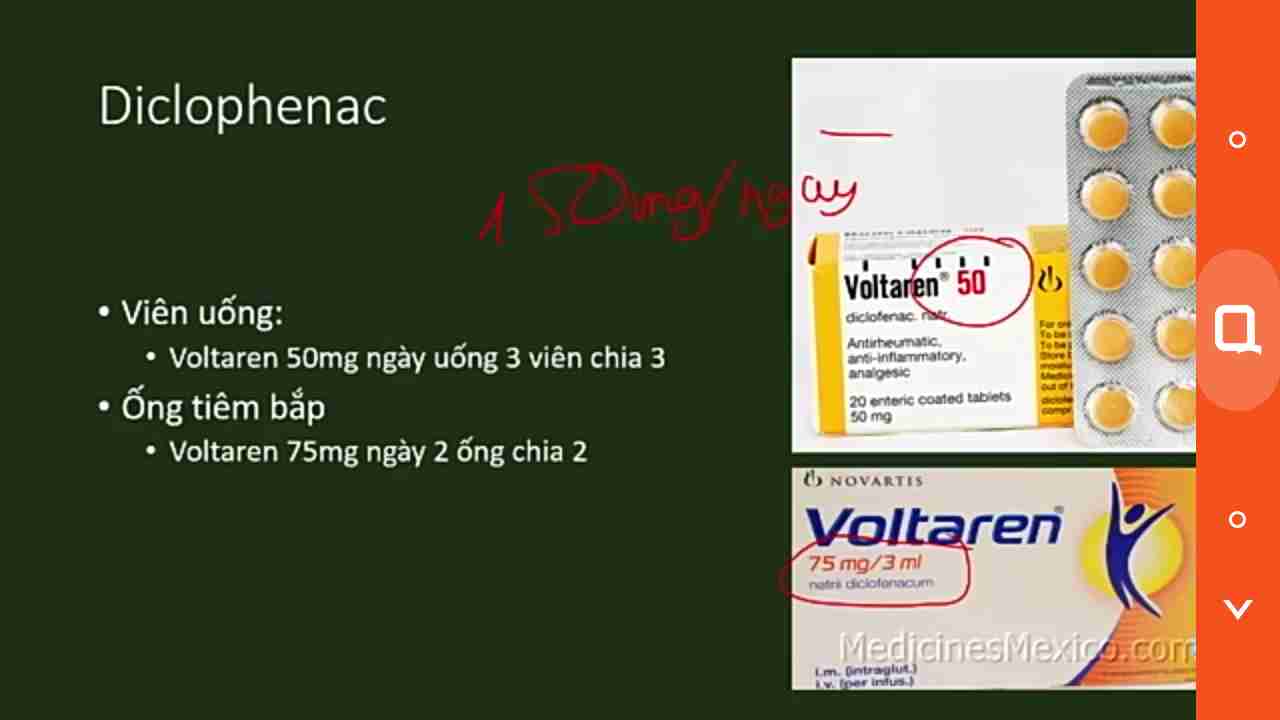 Diclophenac
150mg/ngay
• Viên uống:
• Voltaren 50mg ngày uống 3 viên chia 3
• Ống tiêm bắp
• Voltaren 75mg ngày 2 ống chia 2
Voltaren® 50
diclofenac. natr.
Antirheumatic,
anti-inflammatory,
analgesic
20 enteric coated tablets
50 mg
NOVARTIS
Voltaren®
75 mg/3 ml
natrii diclofenacum
MedicinesMexico.com
i.m. (intraglut.)
i.v. (per infus.)